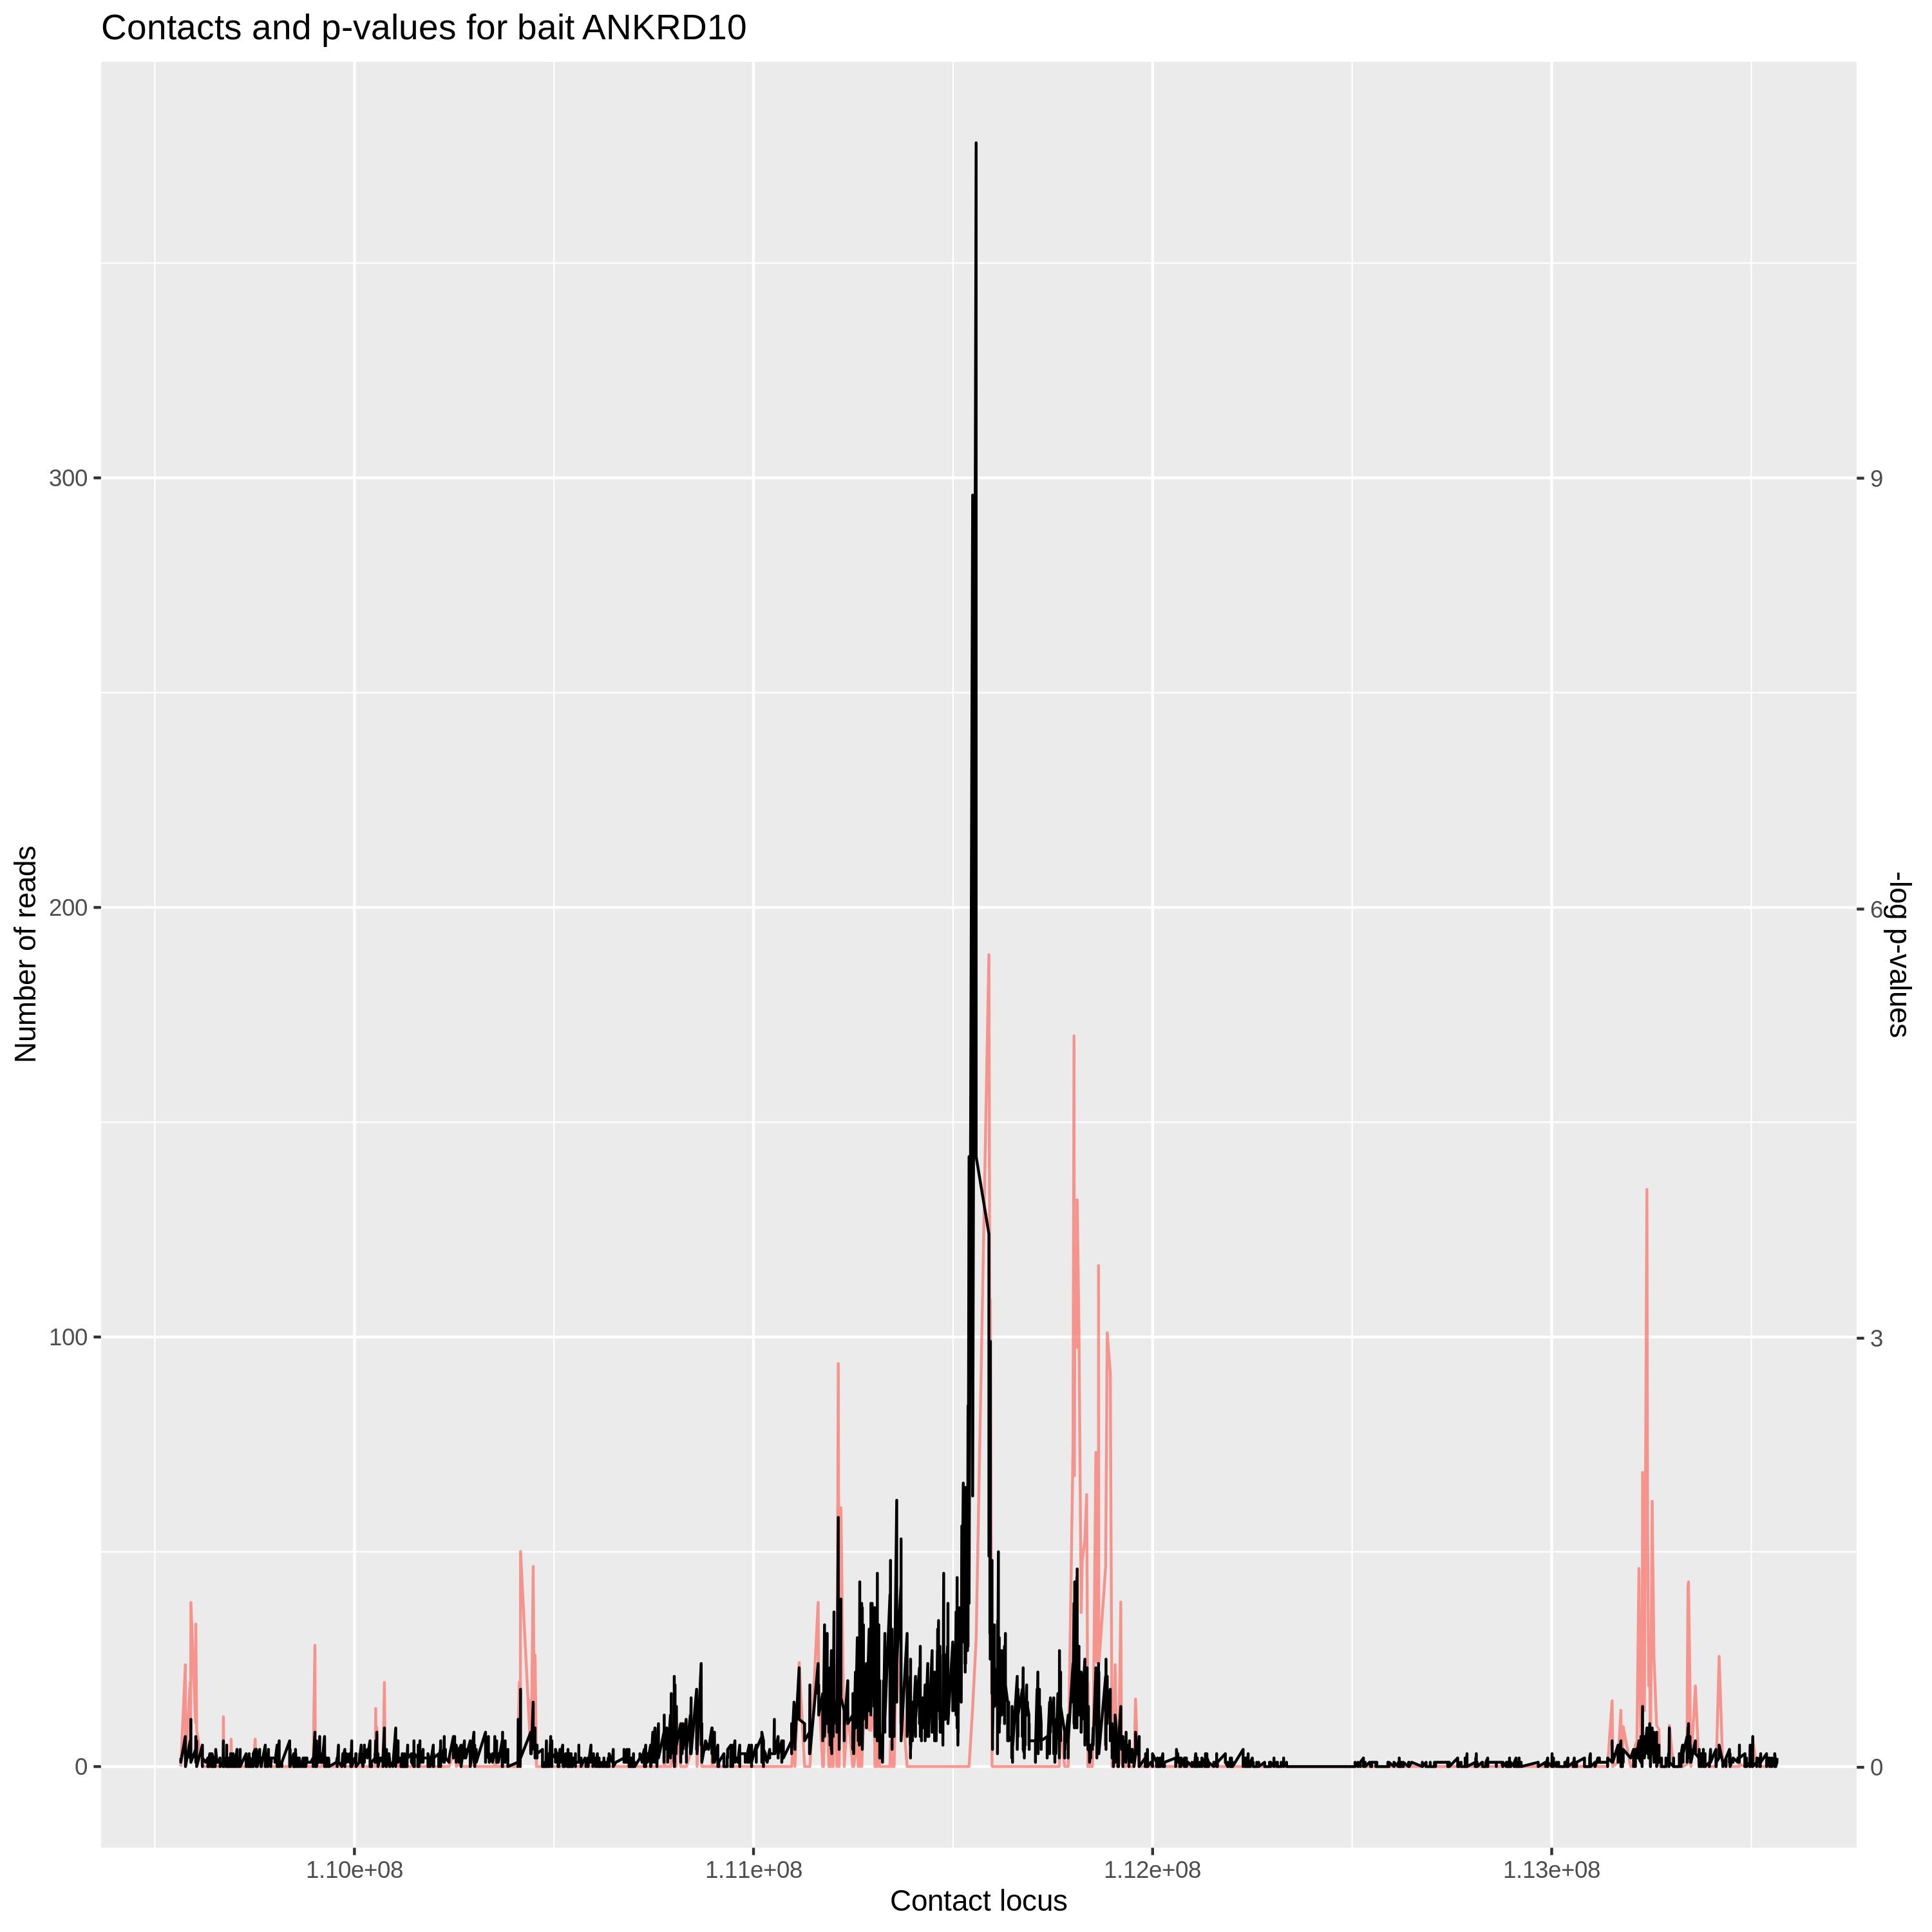 Contacts and p-values for bait ANKRD10
300
200
100
0
9
6
3
0
Number of reads
-log p-values
1.10e+08
1.11e+08
1.12e+08
1.13e+08
Contact locus